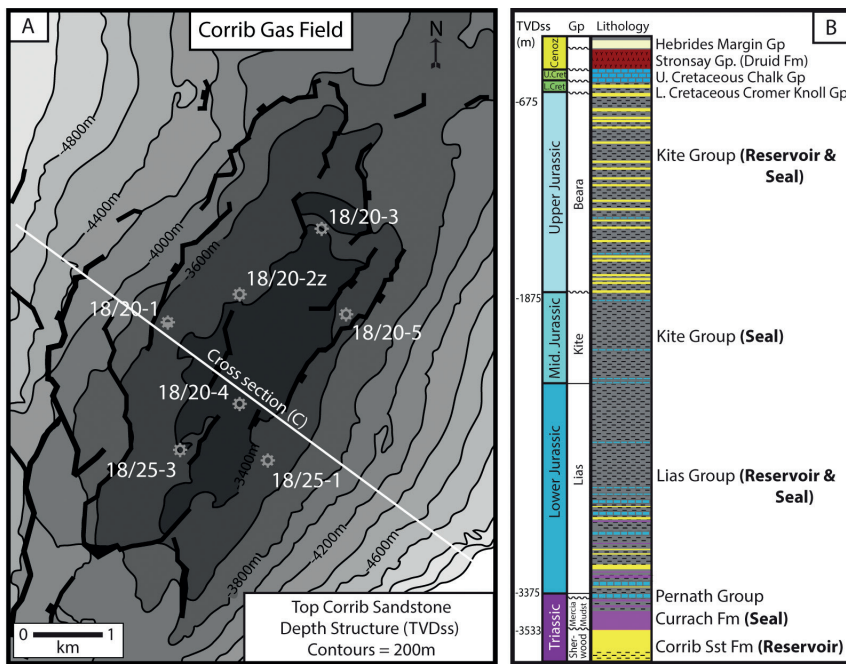 A
Corrib Gas Field
N
-4800m
-4400m
-4000m
-3600m
18/20-3
18/20-2z
18/20-1
18/20-5
Cross section (C)
18/20-4
18/25-3
-3400m
18/25-1
-3800m
-4200m
-4600m
0 1
km
Top Corrib Sandstone
Depth Structure (TVDss)
Contours = 200m
TVDss
(m)
Gp
Lithology
B
Cenoz
U.Cret
L.Cret
Hebrides Margin Gp
Stronsay Gp. (Druid Fm)
U. Cretaceous Chalk Gp
L. Cretaceous Cromer Knoll Gp
-675
Upper Jurassic
Beara
Kite Group (Reservoir &
Seal)
-1875
Mid. Jurassic
Kite
Kite Group (Seal)
Lower Jurassic
Lias
Lias Group (Reservoir &
Seal)
-3375
Triassic
Mercia
Mudst
Pernath Group
Currach Fm (Seal)
-3533
Sher-
wood
Corrib Sst Fm (Reservoir)